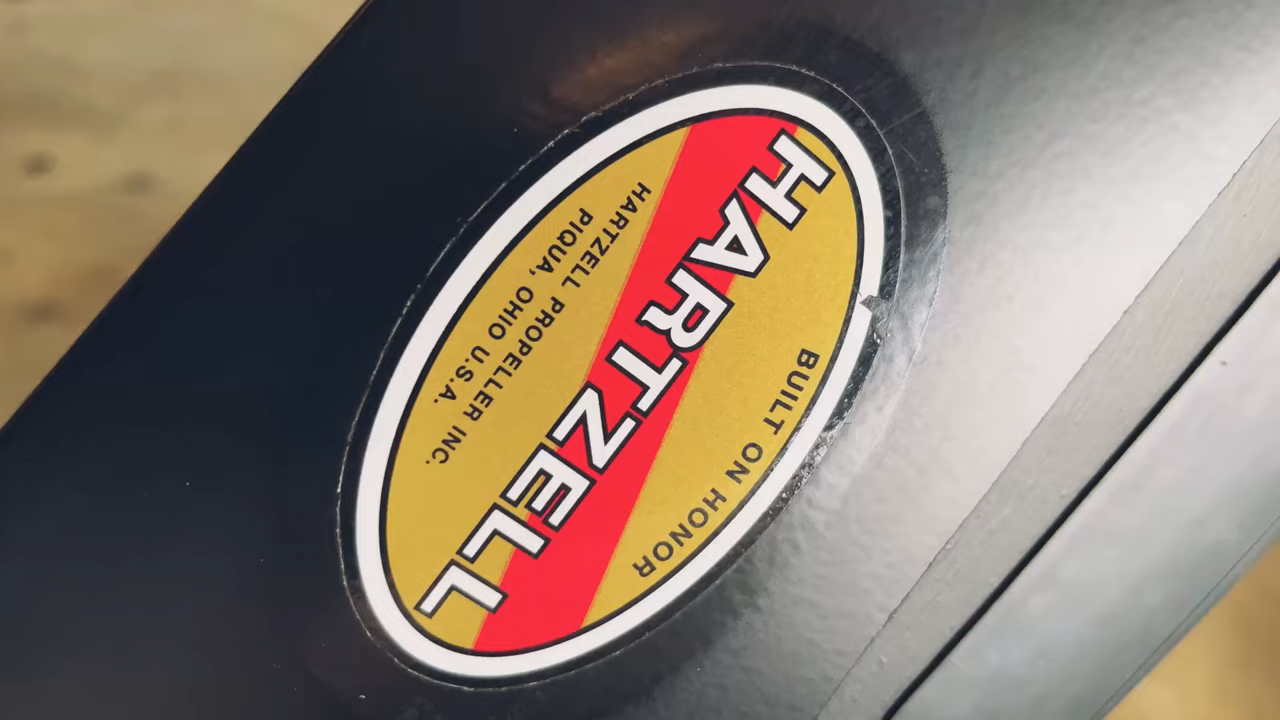 BUILT ON HONOR
HARTZELL
HARTZELL PROPELLER INC.
PIQUA, OHIO U.S.A.